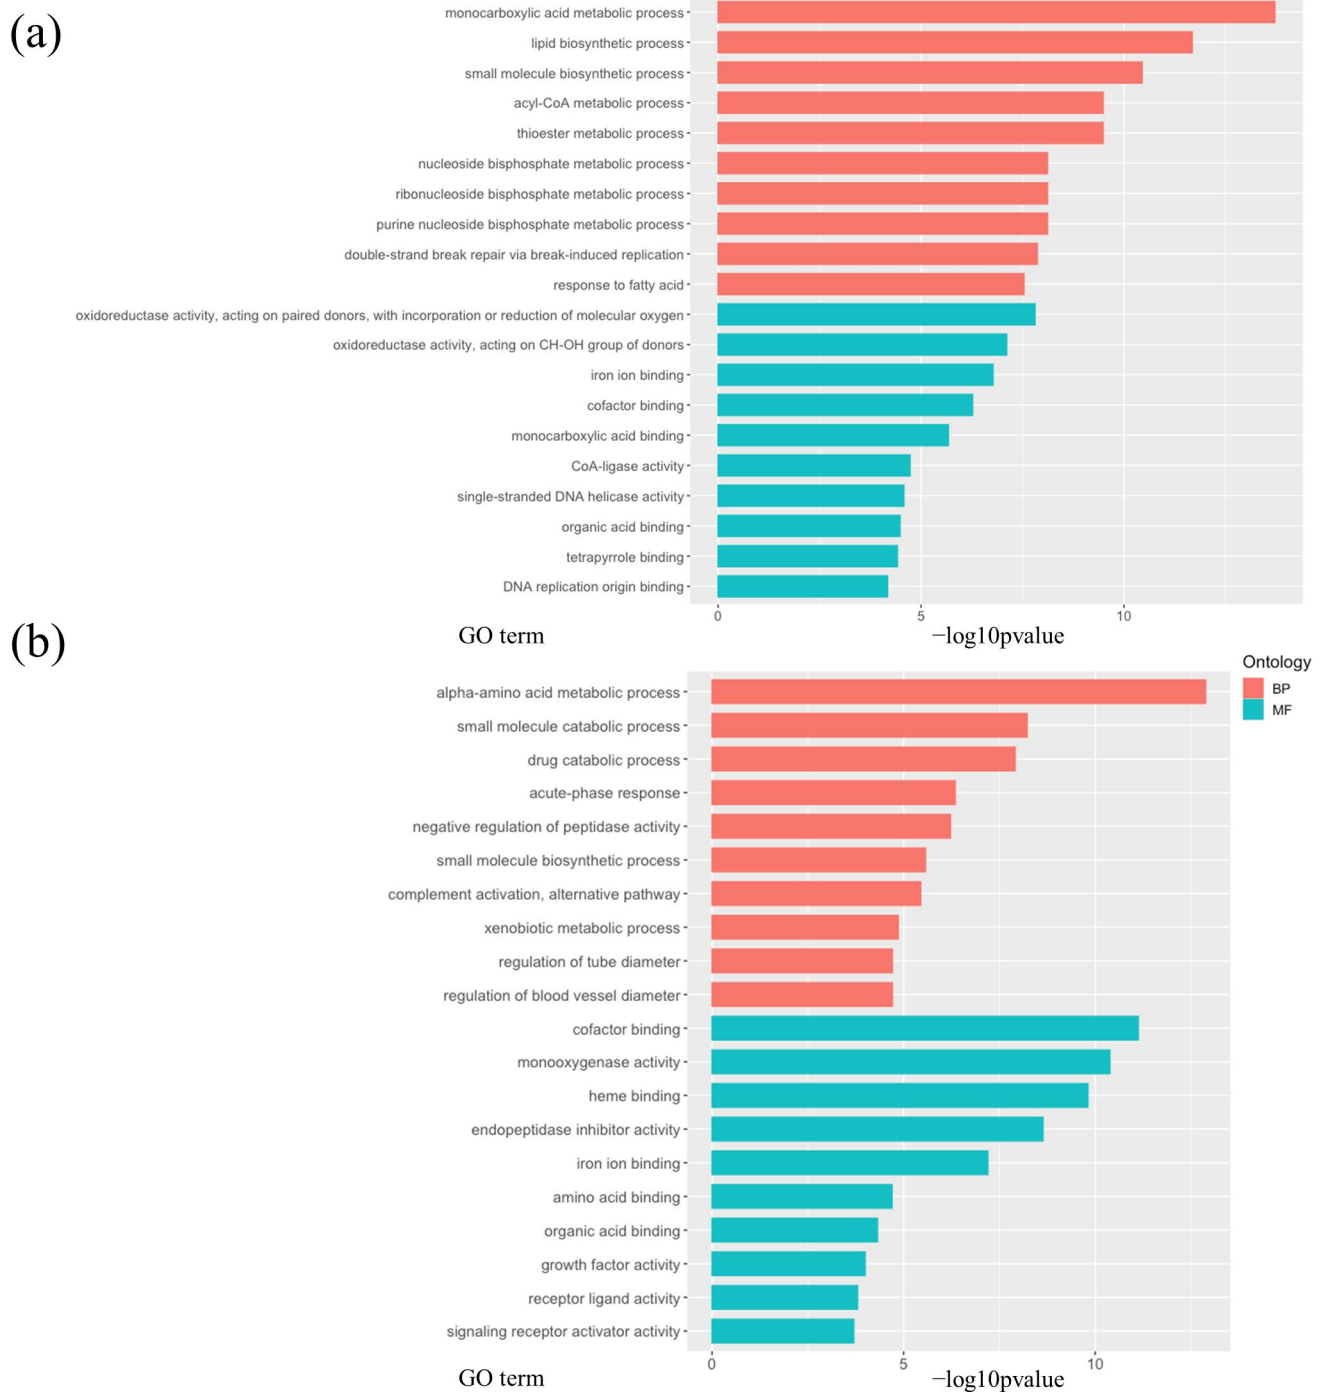 (a)
monocarboxylic acid metabolic process
lipid biosynthetic process
small molecule biosynthetic process
acyl-CoA metabolic process
thioester metabolic process
nucleoside bisphosphate metabolic process
ribonucleoside bisphosphate metabolic process
purine nucleoside bisphosphate metabolic process
double-strand break repair via break-induced replication
response to fatty acid
oxidoreductase activity, acting on paired donors, with incorporation or reduction of molecular oxygen
oxidoreductase activity, acting on CH-OH group of donors
iron ion binding
cofactor binding
monocarboxylic acid binding
CoA-ligase activity
single-stranded DNA helicase activity
organic acid binding
tetrapyrrole binding
DNA replication origin binding
0 5 10
GO term −log10pvalue
(b)
Ontology
BP
MF
alpha-amino acid metabolic process
small molecule catabolic process
drug catabolic process
acute-phase response
negative regulation of peptidase activity
small molecule biosynthetic process
complement activation, alternative pathway
xenobiotic metabolic process
regulation of tube diameter
regulation of blood vessel diameter
cofactor binding
monooxygenase activity
heme binding
endopeptidase inhibitor activity
iron ion binding
amino acid binding
organic acid binding
growth factor activity
receptor ligand activity
signaling receptor activator activity
0 5 10
GO term −log10pvalue